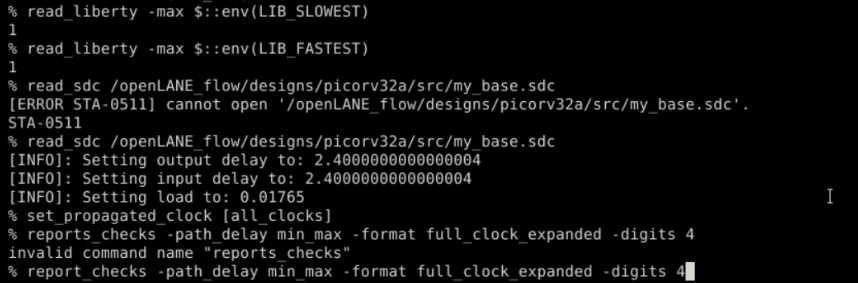 % read_liberty -max $::env(LIB_SLOWEST)
1
% read_liberty -max $::env(LIB_FASTEST)
1
% read_sdc /openLANE_flow/designs/picorv32a/src/my_base.sdc
[ERROR STA-0511] cannot open '/openLANE_flow/designs/picorv32a/src/my_base.sdc'.
STA-0511
% read_sdc /openLANE_flow/designs/picorv32a/src/my_base.sdc
[INFO]: Setting output delay to: 2.4000000000000004
[INFO]: Setting input delay to: 2.4000000000000004
[INFO]: Setting load to: 0.01765
% set_propagated_clock [all_clocks]
% reports_checks -path_delay min_max -format full_clock_expanded -digits 4
invalid command name "reports_checks"
% report_checks -path_delay min_max -format full_clock_expanded -digits 4